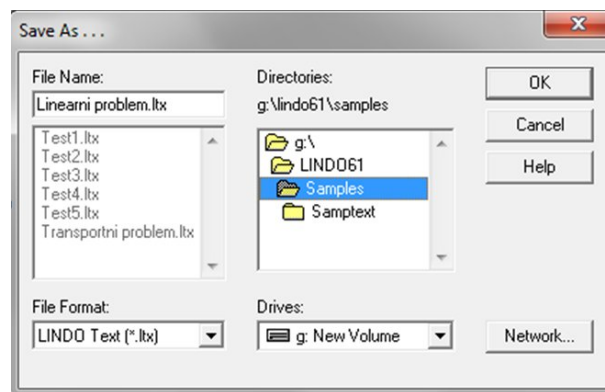 Save As . . .
File Name:
Linearni problem.ltx
Test1.ltx
Test2.ltx
Test3.ltx
Test4.ltx
Test5.ltx
Transportni problem.ltx
File Format:
LINDO Text (*.ltx)
Directories:
g:\lindo61\samples
g:\
LINDO61
Samples
Samptext
Drives:
g: New Volume
OK
Cancel
Help
Network...